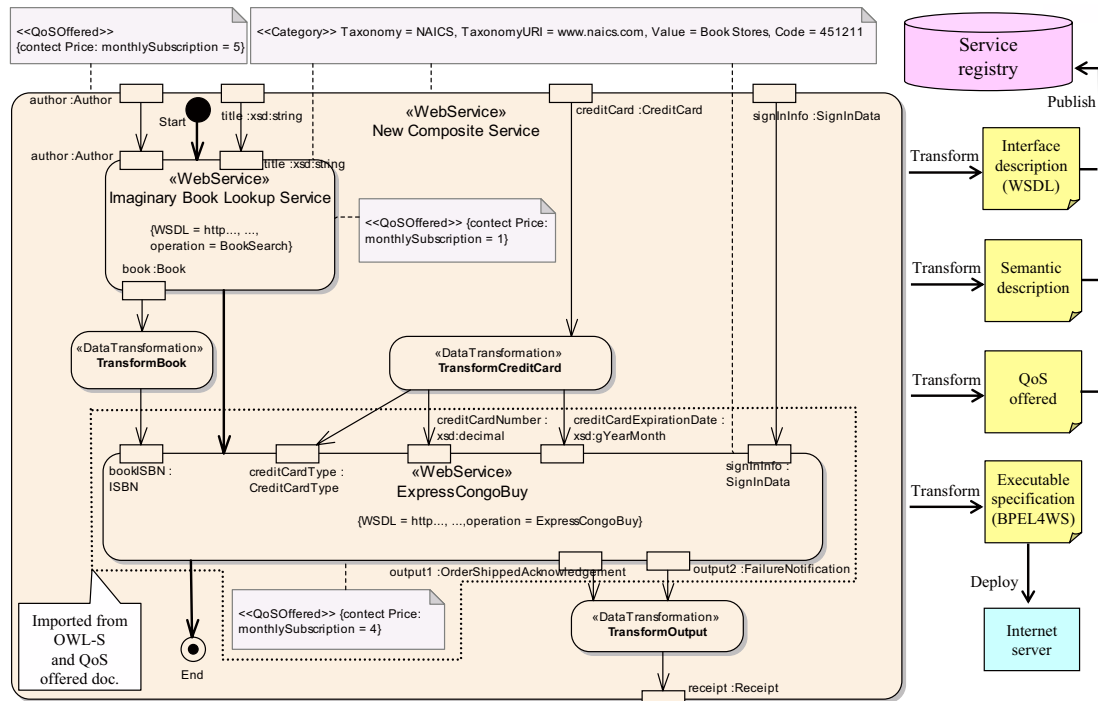 <<QoSOffered>>
{contect Price: monthlySubscription = 5}
<<Category>> Taxonomy = NAICS, TaxonomyURI = www.naics.com, Value = Book Stores, Code = 451211
Service
registry
Publish
author :Author
Start
title :xsd:string
«WebService»
New Composite Service
creditCard :CreditCard
signInInfo :SignInData
author :Author
title :xsd:string
«WebService»
Imaginary Book Lookup Service
{WSDL = http..., ...,
operation = BookSearch}
book :Book
<<QoSOffered>> {contect Price:
monthlySubscription = 1}
Transform
Interface
description
(WSDL)
Transform
Semantic
description
«DataTransformation»
TransformBook
«DataTransformation»
TransformCreditCard
Transform
QoS
offered
creditCardNumber :
xsd:decimal
creditCardExpirationDate :
xsd:gYearMonth
bookISBN :
ISBN
creditCardType :
CreditCardType
«WebService»
ExpressCongoBuy
signInInfo :
SignInData
{WSDL = http..., ...,operation = ExpressCongoBuy}
Transform
Executable
specification
(BPEL4WS)
output1 :OrderShippedAcknowledgement
output2 :FailureNotification
Deploy
Imported from
OWL-S
and QoS
offered doc.
<<QoSOffered>> {contect Price:
monthlySubscription = 4}
«DataTransformation»
TransformOutput
Internet
server
End
receipt :Receipt